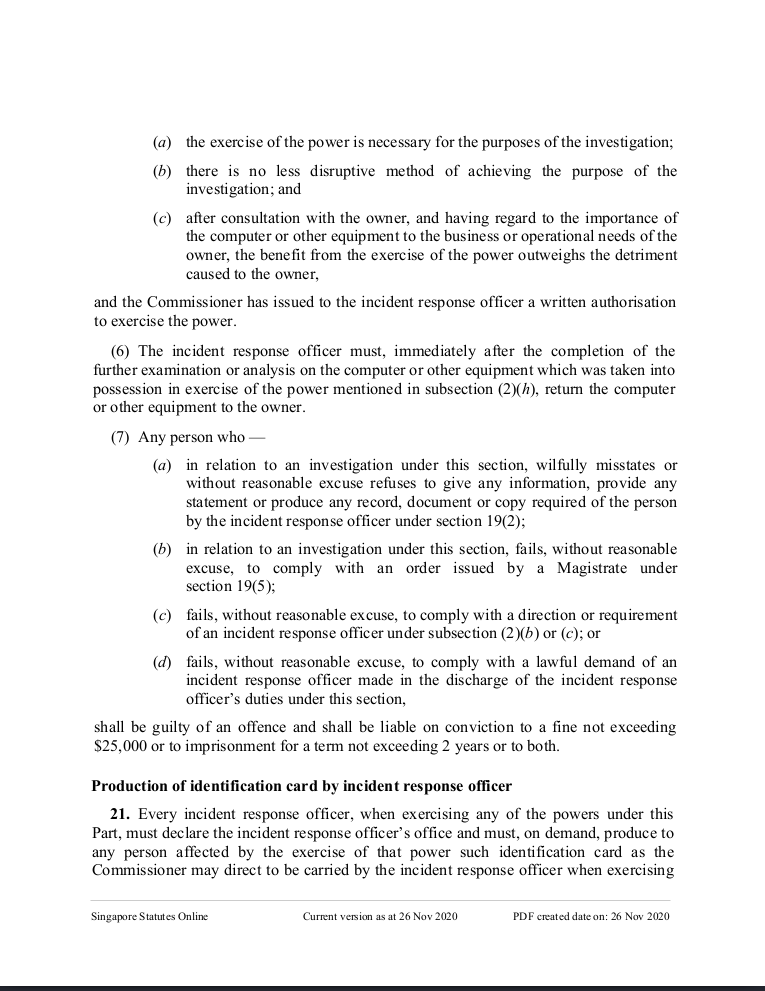 (a) the exercise of the power is necessary for the purposes of the investigation;
(b) there is no less disruptive method of achieving the purpose of the
investigation; and
(c) after consultation with the owner, and having regard to the importance of
the computer or other equipment to the business or operational needs of the
owner, the benefit from the exercise of the power outweighs the detriment
caused to the owner,
and the Commissioner has issued to the incident response officer a written authorisation
to exercise the power.
(6) The incident response officer must, immediately after the completion of the
further examination or analysis on the computer or other equipment which was taken into
possession in exercise of the power mentioned in subsection (2)(h), return the computer
or other equipment to the owner.
(7) Any person who —
(a) in relation to an investigation under this section, wilfully misstates or
without reasonable excuse refuses to give any information, provide any
statement or produce any record, document or copy required of the person
by the incident response officer under section 19(2);
(b) in relation to an investigation under this section, fails, without reasonable
excuse, to comply with an order issued by a Magistrate under
section 19(5);
(c) fails, without reasonable excuse, to comply with a direction or requirement
of an incident response officer under subsection (2)(b) or (c); or
(d) fails, without reasonable excuse, to comply with a lawful demand of an
incident response officer made in the discharge of the incident response
officer’s duties under this section,
shall be guilty of an offence and shall be liable on conviction to a fine not exceeding
$25,000 or to imprisonment for a term not exceeding 2 years or to both.
Production of identification card by incident response officer
21. Every incident response officer, when exercising any of the powers under this
Part, must declare the incident response officer’s office and must, on demand, produce to
any person affected by the exercise of that power such identification card as the
Commissioner may direct to be carried by the incident response officer when exercising
Singapore Statutes Online Current version as at 26 Nov 2020 PDF created date on: 26 Nov 2020